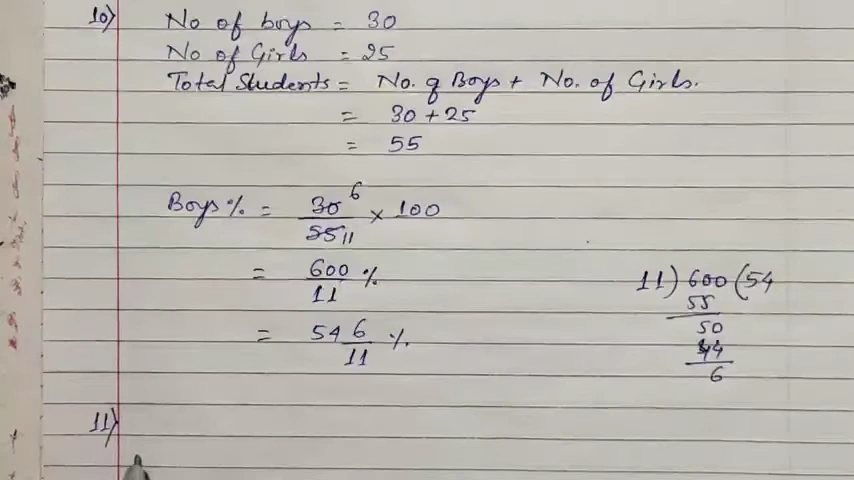 10) No of boys = 30
No of Girls = 25
Total Students = No. of Boys + No. of Girls.
= 30 + 25
= 55
Boys % = 30 6 / 55 11 × 100
= 600/11 %
= 54 6/11 %
11) 600 (54
55
50
44
6
11)